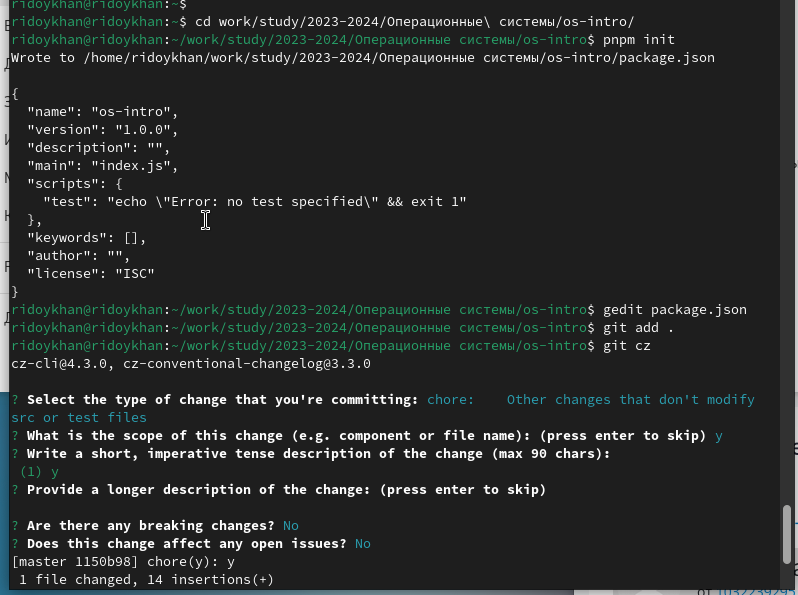 ridoykhan@ridoykhan:~$
ridoykhan@ridoykhan:~$ cd work/study/2023-2024/Операционные\ системы/os-intro/
ridoykhan@ridoykhan:~/work/study/2023-2024/Операционные системы/os-intro$ pnpm init
Wrote to /home/ridoykhan/work/study/2023-2024/Операционные системы/os-intro/package.json
{
  "name": "os-intro",
  "version": "1.0.0",
  "description": "",
  "main": "index.js",
  "scripts": {
    "test": "echo \"Error: no test specified\" && exit 1"
  },
  "keywords": [],
  "author": "",
  "license": "ISC"
}
ridoykhan@ridoykhan:~/work/study/2023-2024/Операционные системы/os-intro$ gedit package.json
ridoykhan@ridoykhan:~/work/study/2023-2024/Операционные системы/os-intro$ git add .
ridoykhan@ridoykhan:~/work/study/2023-2024/Операционные системы/os-intro$ git cz
cz-cli@4.3.0, cz-conventional-changelog@3.3.0
? Select the type of change that you're committing: chore:    Other changes that don't modify
src or test files
? What is the scope of this change (e.g. component or file name): (press enter to skip) y
? Write a short, imperative tense description of the change (max 90 chars):
 (1) y
? Provide a longer description of the change: (press enter to skip)
? Are there any breaking changes? No
? Does this change affect any open issues? No
[master 1150b98] chore(y): y
 1 file changed, 14 insertions(+)